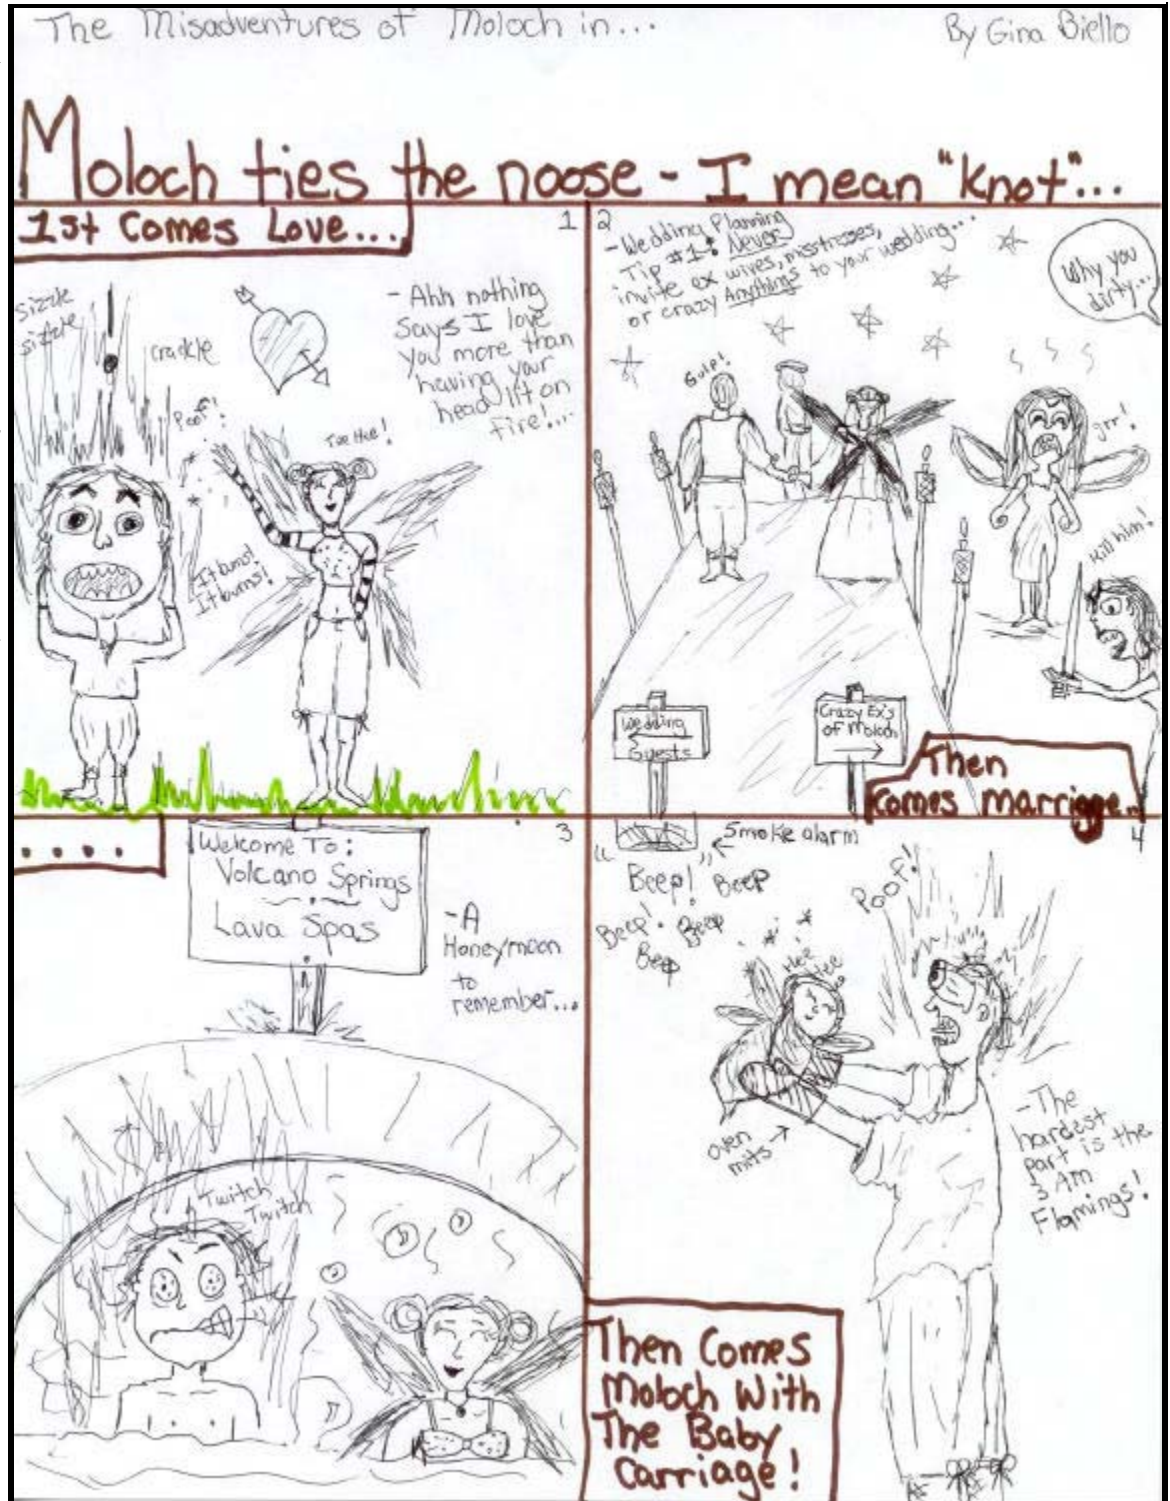 The Misadventures of Moloch in...
By Gina Biello
Moloch ties the noose - I mean "knot"...
1st Comes Love...
1
sizzle
sizzle
crackle
Poof!
Tee Hee!
It burns!
It burns!
- Ahh nothing
says I love
you more than
having your
head lit on
fire!...
2
- Wedding Planning
Tip #1: Never
invite ex wives, misstresses,
or crazy Anythings to your wedding...
Why you
dirty...
Gulp!
grr!
Kill him!
Wedding
Guests
Crazy Ex's
of Moloch
Then
Comes Marriage...
3
....
Welcome To:
Volcano Springs
Lava Spas
- A
Honeymoon
to
remember...
Twitch
Twitch
4
Smoke alarm
"Beep! Beep
Beep! Beep
Beep
Hee
Hee
Poof!
oven
mits
- The
hardest
part is the
3 AM
Flamings!
Then Comes
Moloch With
The Baby
Carriage!